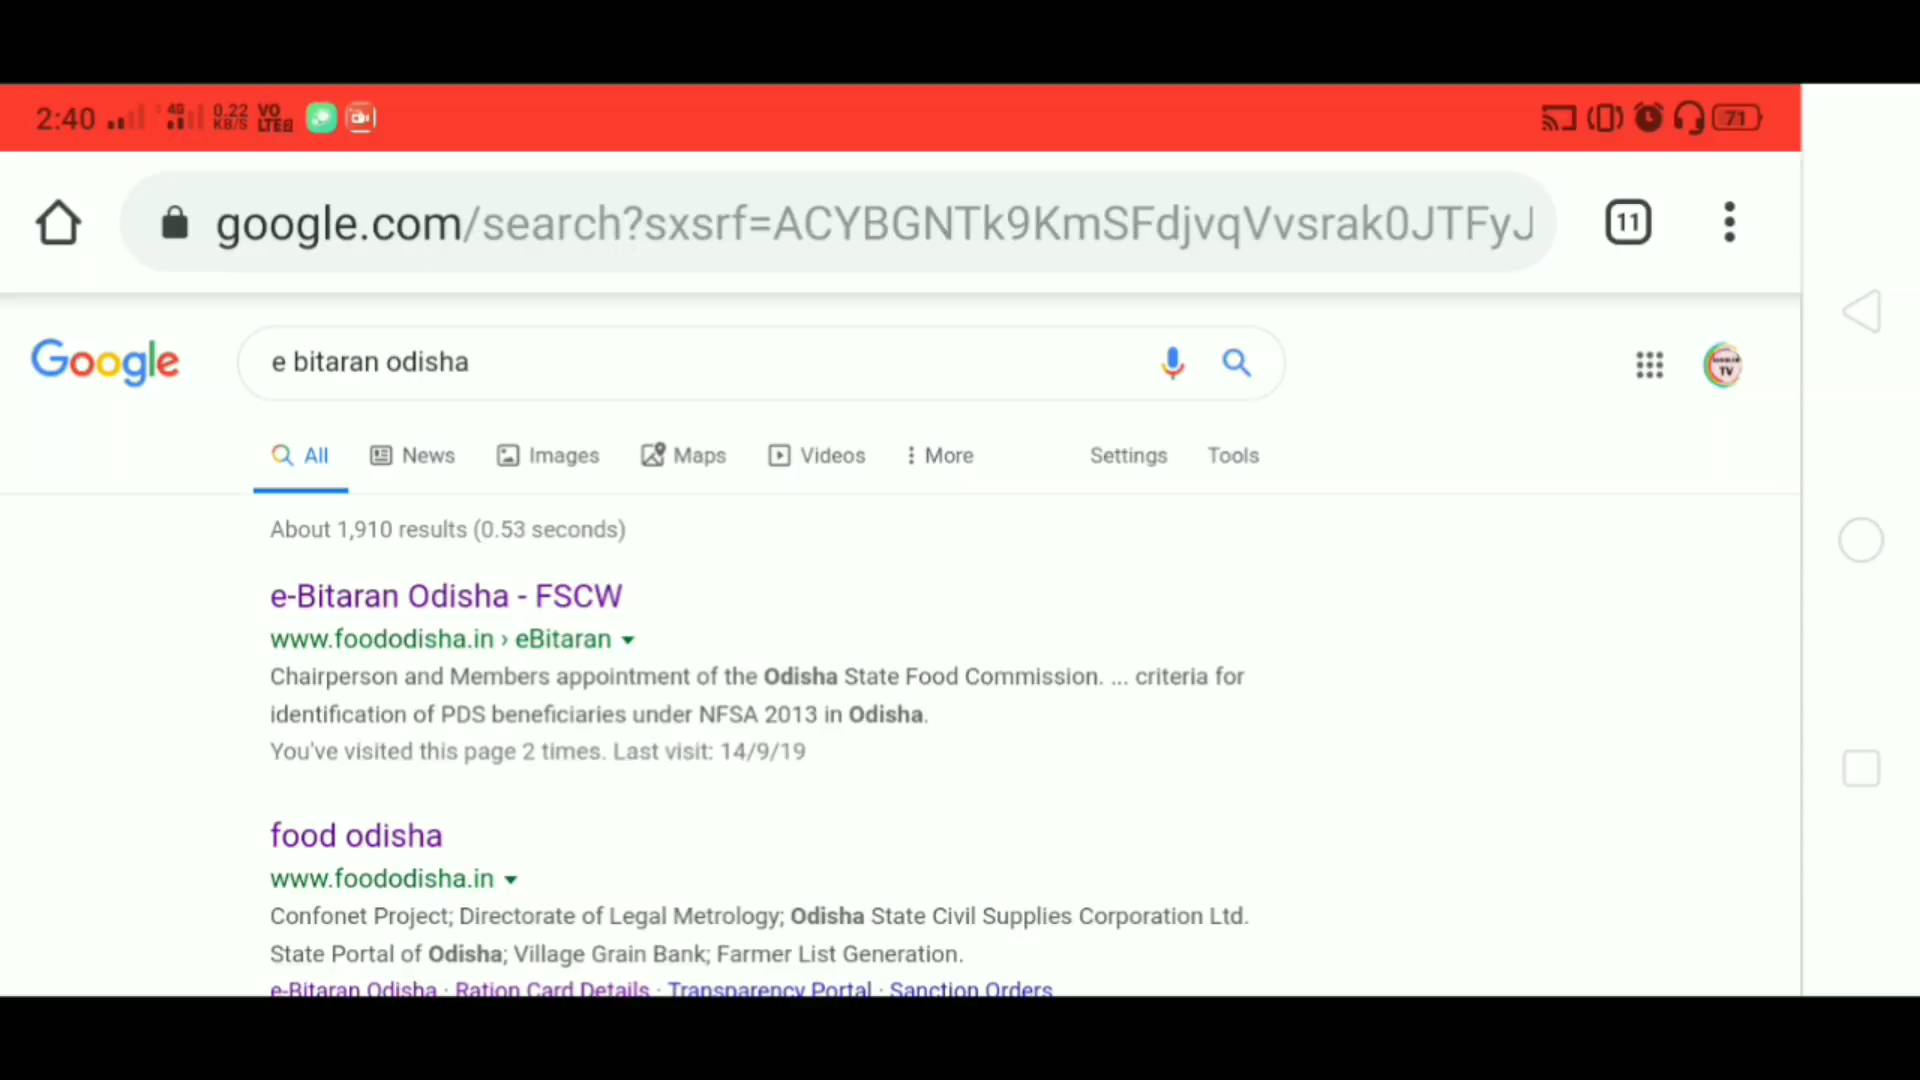 2:40 4G 0.22 KB/S VO LTE2 71
google.com/search?sxsrf=ACYBGNTk9KmSFdjvqVvsrak0JTFyJ 11
Google e bitaran odisha TV
All News Images Maps Videos More Settings Tools
About 1,910 results (0.53 seconds)
e-Bitaran Odisha - FSCW
www.foododisha.in › eBitaran
Chairperson and Members appointment of the Odisha State Food Commission. ... criteria for
identification of PDS beneficiaries under NFSA 2013 in Odisha.
You've visited this page 2 times. Last visit: 14/9/19
food odisha
www.foododisha.in
Confonet Project; Directorate of Legal Metrology; Odisha State Civil Supplies Corporation Ltd.
State Portal of Odisha; Village Grain Bank; Farmer List Generation.
e-Bitaran Odisha · Ration Card Details · Transparency Portal · Sanction Orders